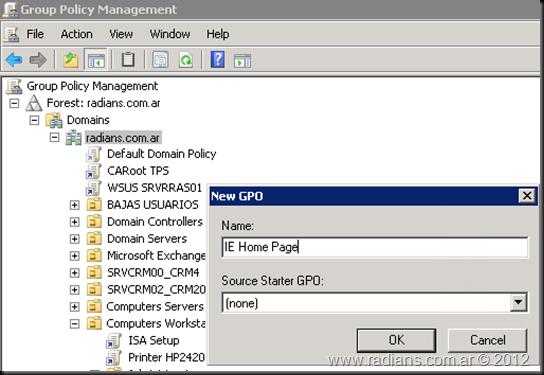 Group Policy Management
File Action View Window Help
Group Policy Management
Forest: radians.com.ar
Domains
radians.com.ar
Default Domain Policy
CARoot TPS
WSUS SRVRRAS01
BAJAS USUARIOS
Domain Controllers
Domain Servers
Microsoft Exchange
SRVCRM00_CRM4
SRVCRM02_CRM20
Computers Servers
Computers Worksta
ISA Setup
Printer HP2420
New GPO
Name:
IE Home Page
Source Starter GPO:
(none)
OK Cancel
www.radians.com.ar © 2012